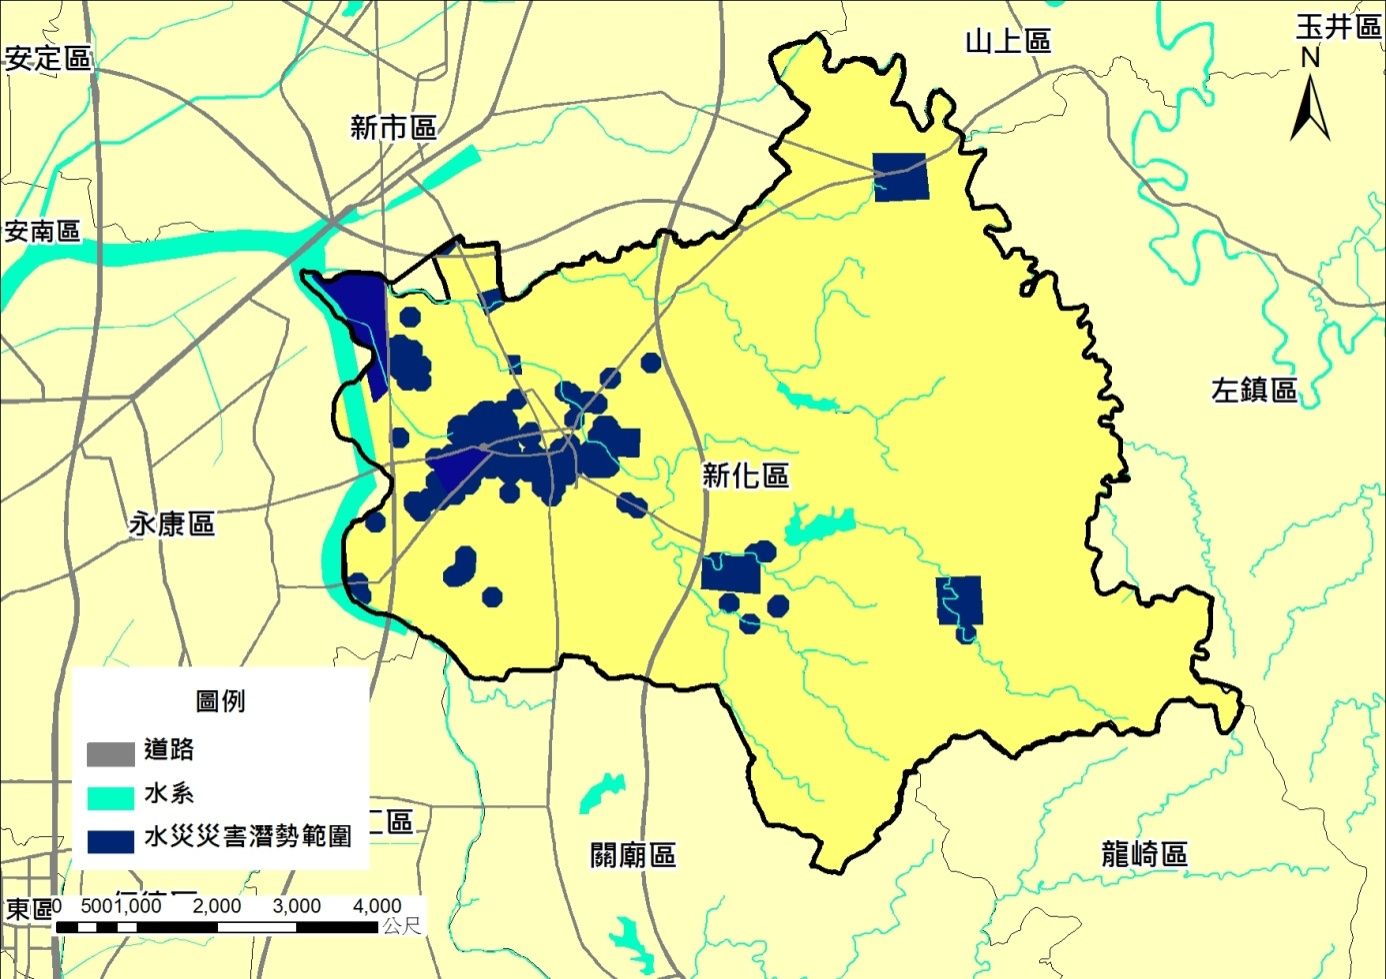 玉井區
山上區
安定區
N
新市區
安南區
左鎮區
新化區
永康區
圖例
道路
水系
水災災害潛勢範圍
二區
關廟區
龍崎區
東區
0 500 1,000 2,000 3,000 4,000
公尺